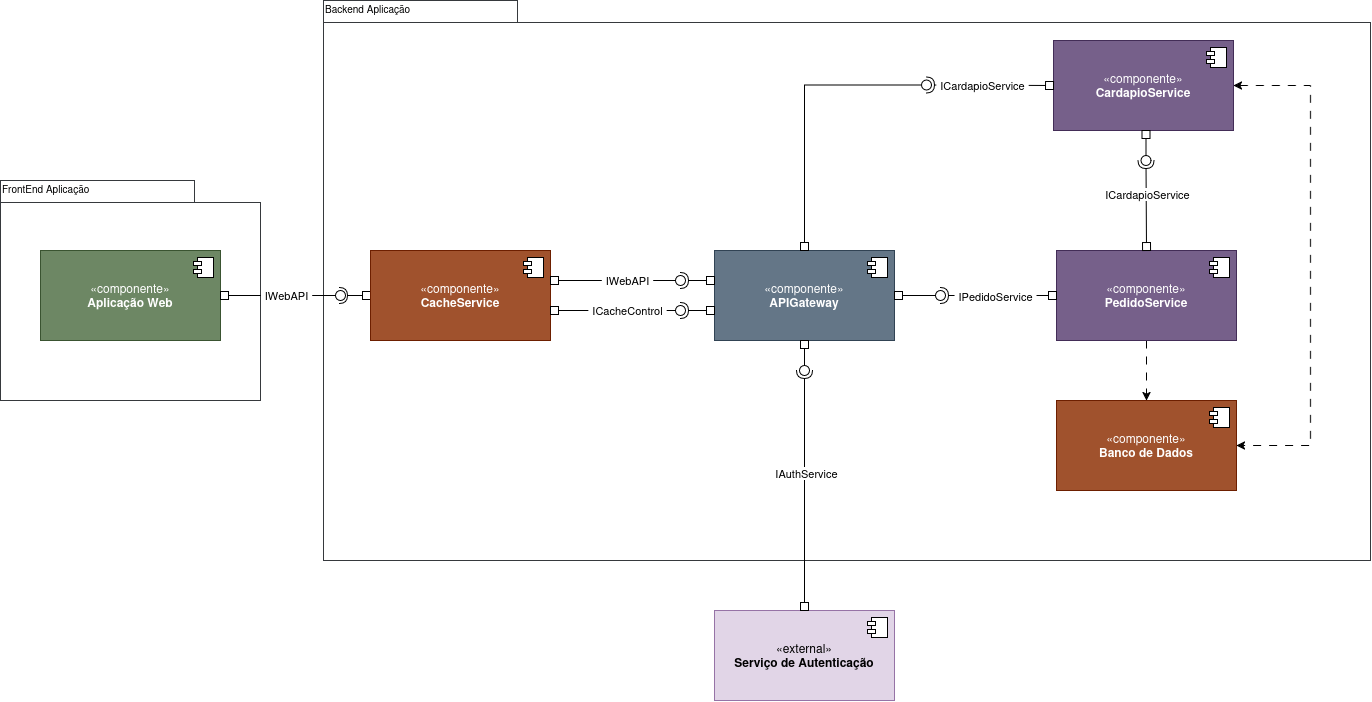 Backend Aplicação
«componente»
CardapioService
ICardapioService
FrontEnd Aplicação
ICardapioService
«componente»
Aplicação Web
IWebAPI
«componente»
CacheService
IWebAPI
ICacheControl
«componente»
APIGateway
IPedidoService
«componente»
PedidoService
«componente»
Banco de Dados
IAuthService
«external»
Serviço de Autenticação